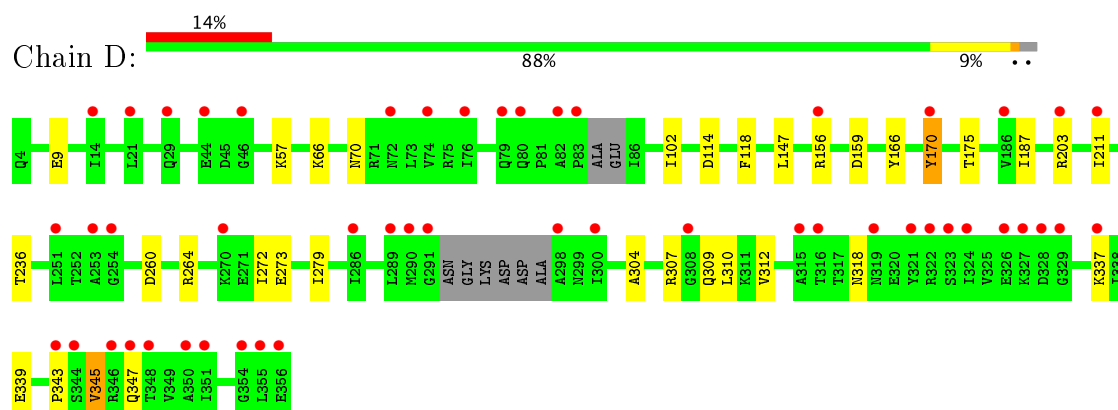 14%
Chain D:
88% 9% • •
Q4 E9 I14 L21 Q29 E44 D45 G46 K57 K66 N70 R71 N72 L73 V74 R75 I76 Q79 Q80 P81 A82 P83 ALA GLU I86 I102 D114 F118 L147 R156 D159 Y166 Y170 T175 V186 I187 R203 I211
T236 L251 T252 A253 G254 D260 R264 K270 E271 I272 E273 I279 I286 L289 M290 G291 ASN GLY LYS ASP ASP ALA A298 N299 I300 A304 R307 G308 Q309 L310 K311 V312 A315 T316 T317 N318 N319 E320 Y321 R322 S323 I324 V325 E326 K327 D328 G329 K337 I338
E339 P343 S344 V345 R346 Q347 T348 V349 A350 I351 G354 L355 E356